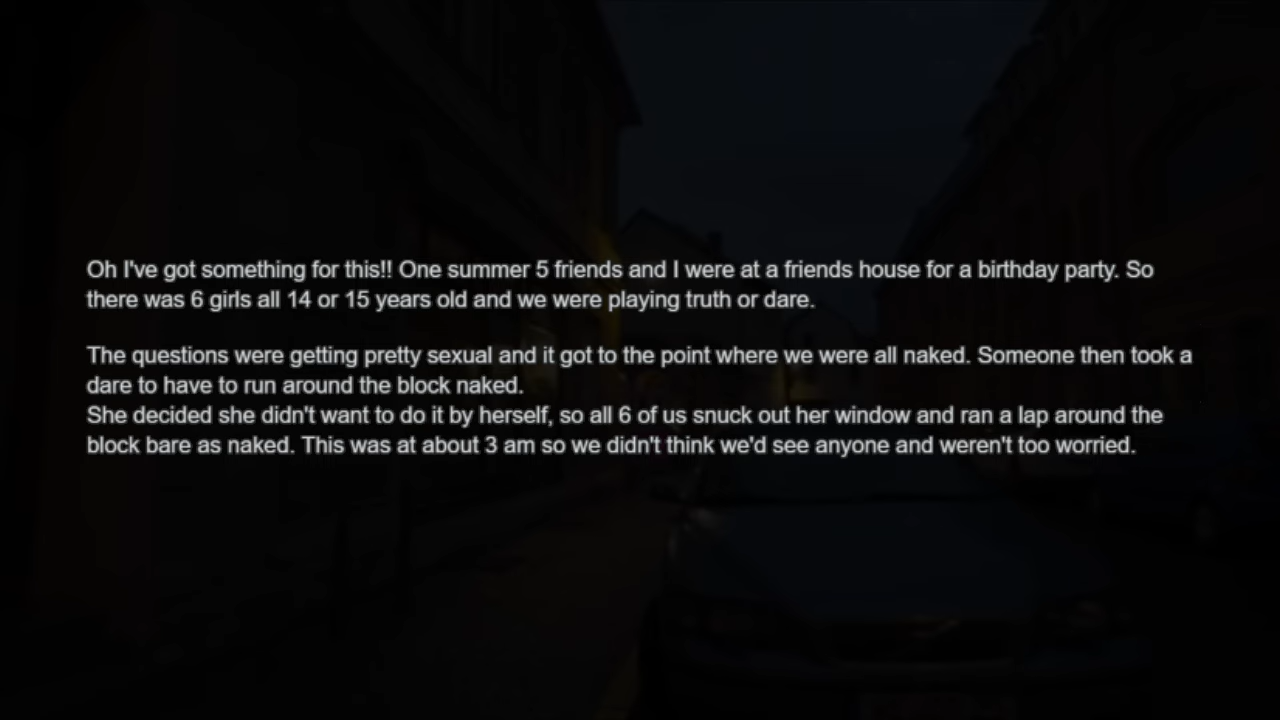 Oh I've got something for this!! One summer 5 friends and I were at a friends house for a birthday party. So
there was 6 girls all 14 or 15 years old and we were playing truth or dare.
The questions were getting pretty sexual and it got to the point where we were all naked. Someone then took a
dare to have to run around the block naked.
She decided she didn't want to do it by herself, so all 6 of us snuck out her window and ran a lap around the
block bare as naked. This was at about 3 am so we didn't think we'd see anyone and weren't too worried.